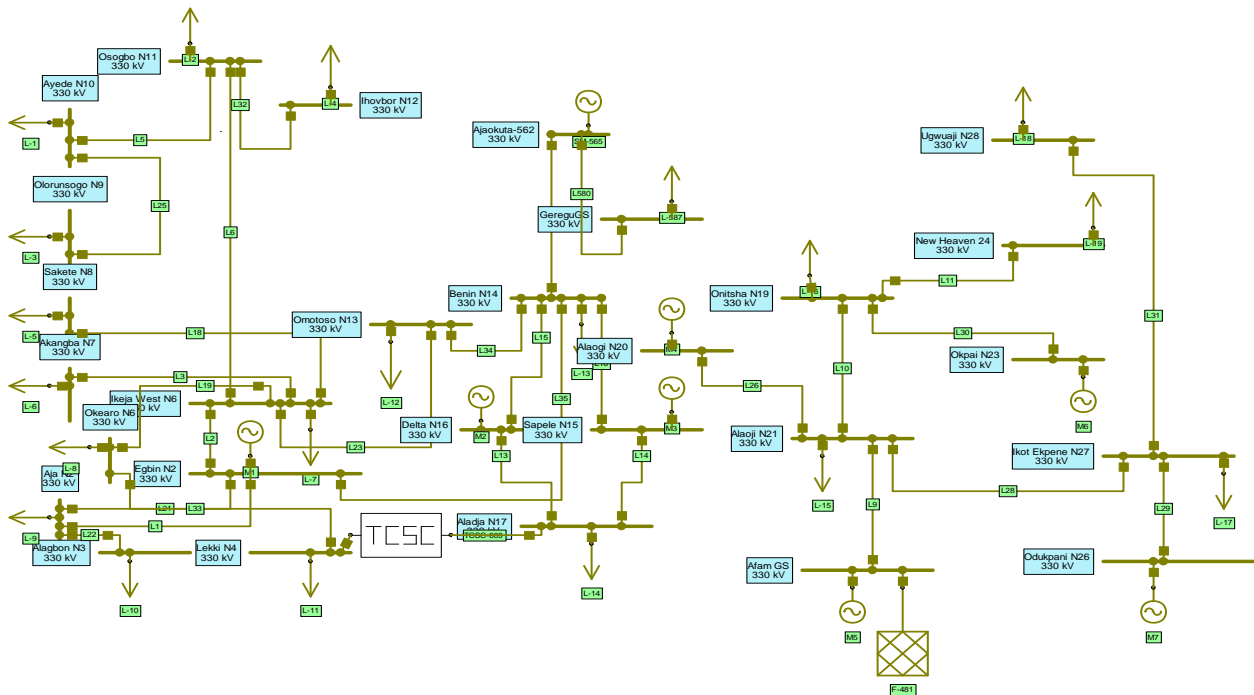 Osogbo N11
330 kV
L-2
Ayede N10
330 kV
L32
L-4
Ihovbor N12
330 kV
L-1
L5
Olorunsogo N9
330 kV
L25
L6
L-3
Sakete N8
330 kV
L-5
L18
Akangba N7
330 kV
L3
L19
L-6
Ikeja West N6
0 kV
Okearo N6
330 kV
L2
L23
L-8
Aja N2
330 kV
Egbin N2
330 kV
M1
L-7
L21
L33
L1
L-9
L22
Alagbon N3
330 kV
Lekki N4
330 kV
L-10
L-11
TCSC
Aladja N17
330 kV
L-14
Ajaokuta-562
330 kV
L580
GereguGS
330 kV
L-587
Benin N14
330 kV
Omotoso N13
330 kV
L34
L15
L-12
L-13
Alaogi N20
330 kV
M4
L35
Delta N16
330 kV
M2
Sapele N15
330 kV
M3
L13
L14
L26
Ugwuaji N28
330 kV
L-18
L31
New Heaven 24
330 kV
L-19
L11
Onitsha N19
330 kV
L30
L10
Okpai N23
330 kV
M6
Alaoji N21
330 kV
L-15
L9
L28
Ikot Ekpene N27
330 kV
L-17
L29
Afam GS
330 kV
M5
F-481
Odukpani N26
330 kV
M7